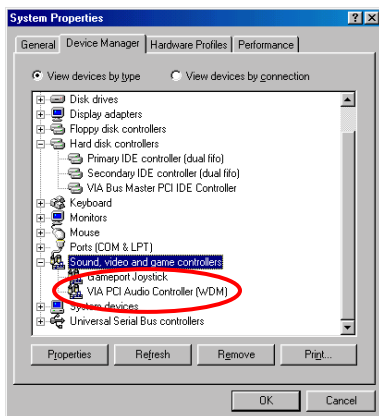 System Properties
General Device Manager Hardware Profiles Performance
View devices by type View devices by connection
Disk drives
Display adapters
Floppy disk controllers
Hard disk controllers
Primary IDE controller (dual fifo)
Secondary IDE controller (dual fifo)
VIA Bus Master PCI IDE Controller
Keyboard
Monitors
Mouse
Ports (COM & LPT)
Sound, video and game controllers
Gameport Joystick
VIA PCI Audio Controller (WDM)
System devices
Universal Serial Bus controllers
Properties Refresh Remove Print...
OK Cancel